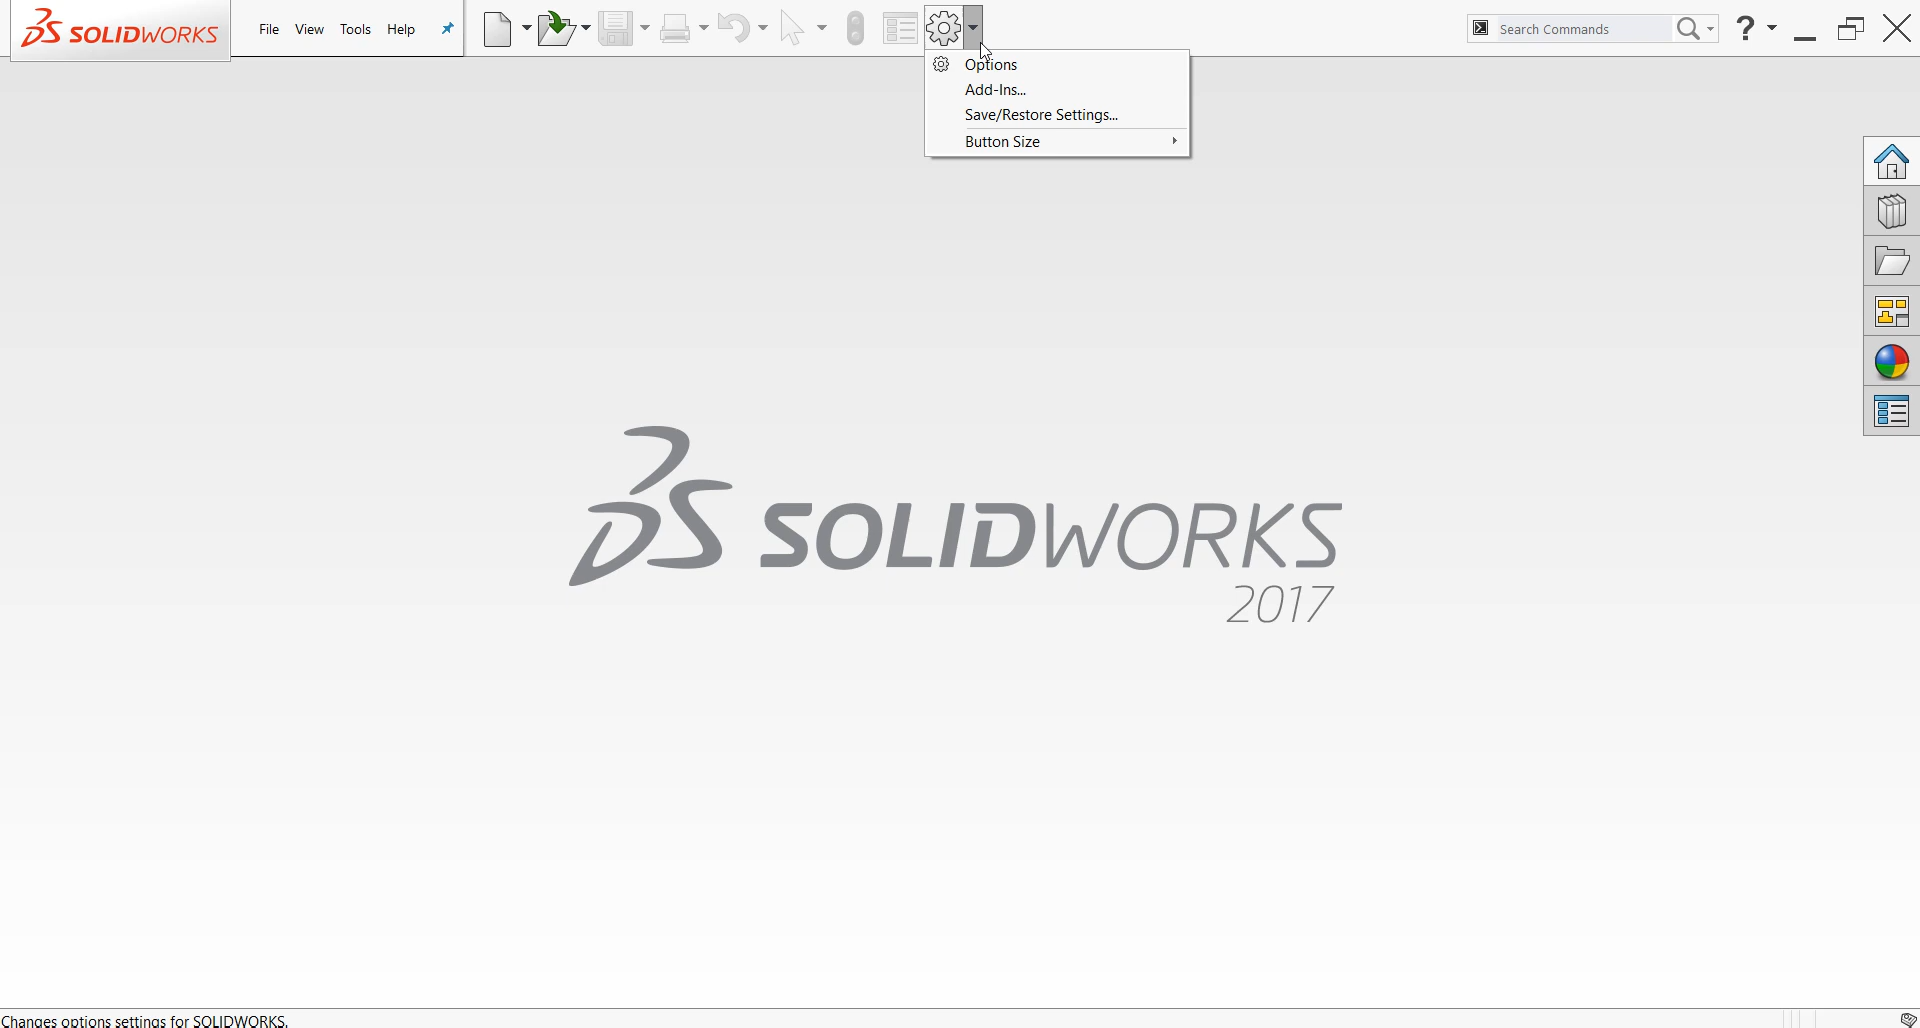 SOLIDWORKS
File View Tools Help
Search Commands
?
Options
Add-Ins...
Save/Restore Settings...
Button Size
SOLIDWORKS
2017
Changes options settings for SOLIDWORKS.